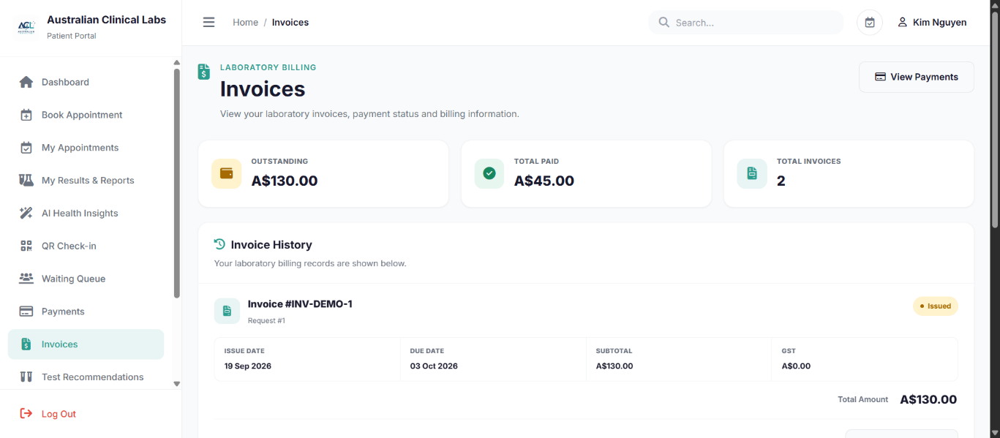 ACL
AUSTRALIAN
Australian Clinical Labs
Patient Portal
Home / Invoices
Search...
Kim Nguyen
Dashboard
Book Appointment
My Appointments
My Results & Reports
AI Health Insights
QR Check-in
Waiting Queue
Payments
Invoices
Test Recommendations
Log Out
LABORATORY BILLING
Invoices
View your laboratory invoices, payment status and billing information.
View Payments
OUTSTANDING
A$130.00
TOTAL PAID
A$45.00
TOTAL INVOICES
2
Invoice History
Your laboratory billing records are shown below.
Invoice #INV-DEMO-1
Request #1
Issued
ISSUE DATE
19 Sep 2026
DUE DATE
03 Oct 2026
SUBTOTAL
A$130.00
GST
A$0.00
Total Amount A$130.00